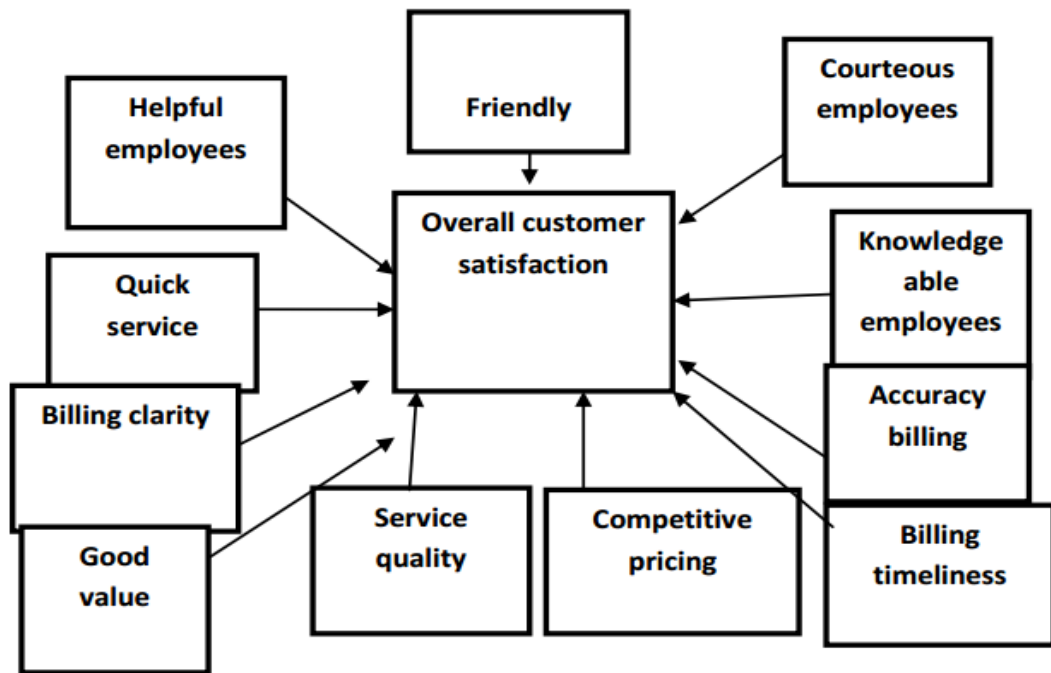 Friendly
Courteous
employees
Helpful
employees
Overall customer
satisfaction
Knowledge
able
employees
Quick
service
Billing clarity
Accuracy
billing
Service
quality
Competitive
pricing
Billing
timeliness
Good
value